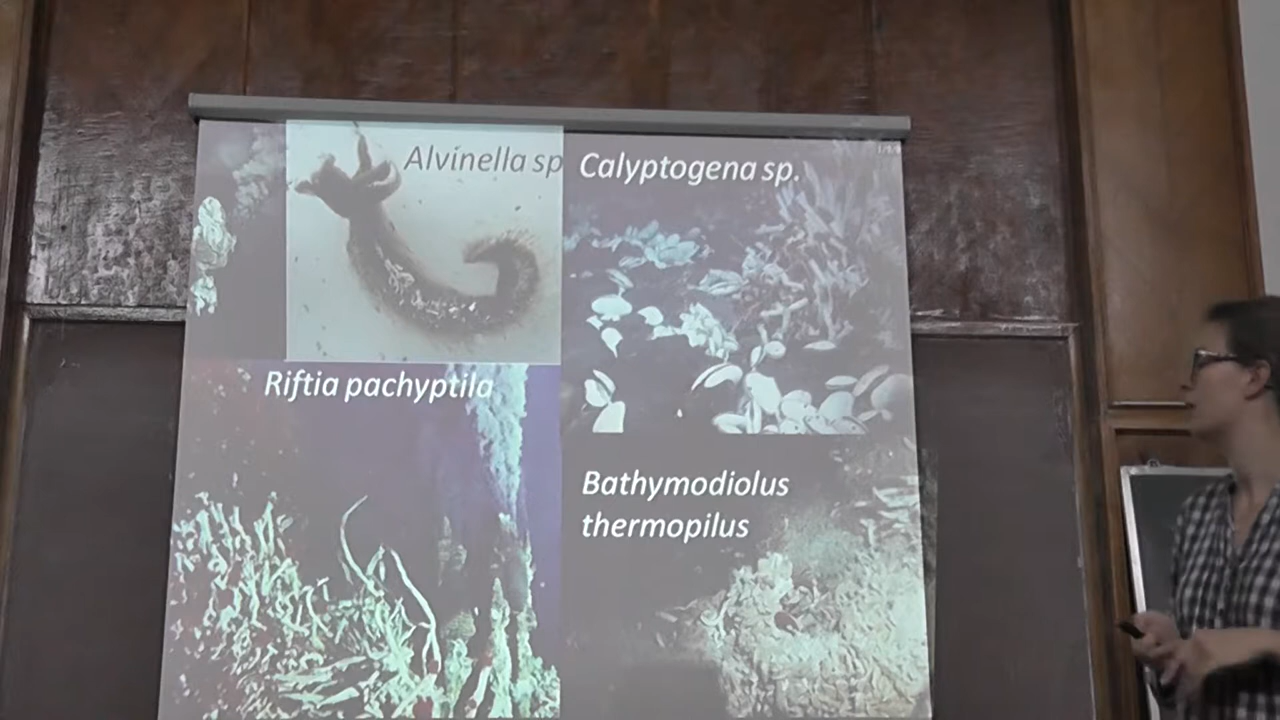 Alvinella sp
Calyptogena sp.
Riftia pachyptila
Bathymodiolus
thermopilus